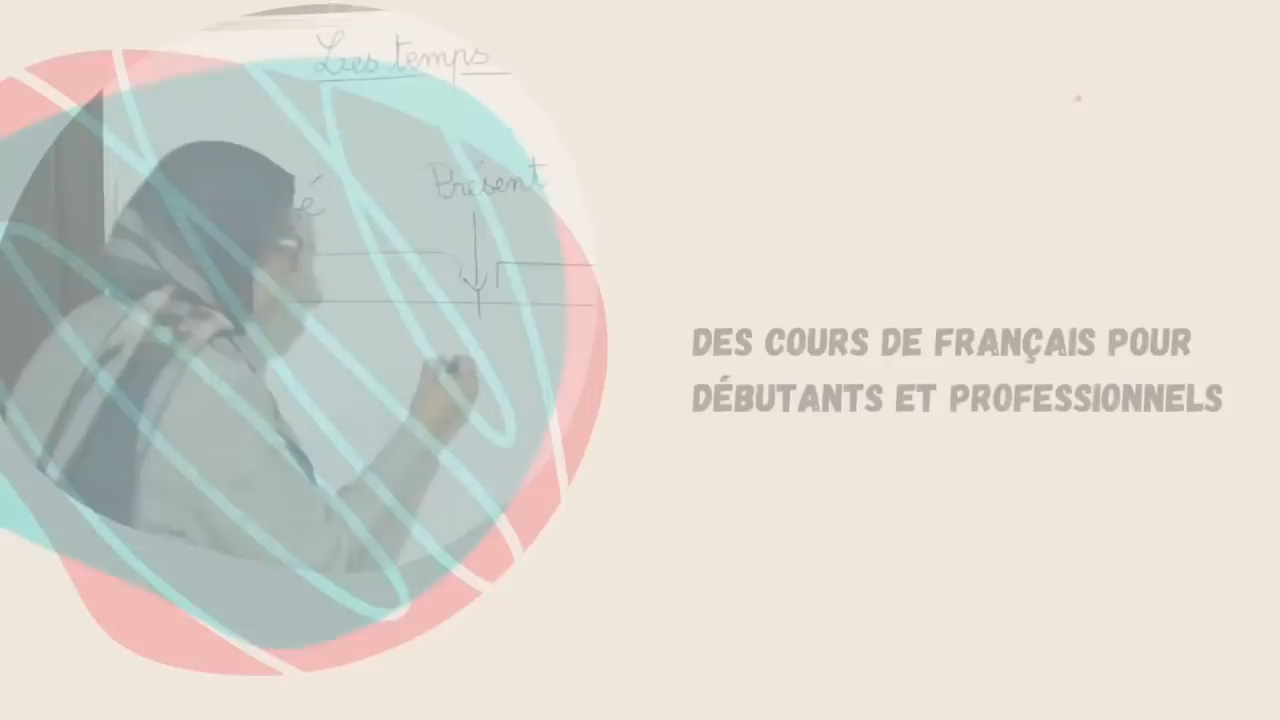 Les temps
é
Présent
DES COURS DE FRANÇAIS POUR
DÉBUTANTS ET PROFESSIONNELS